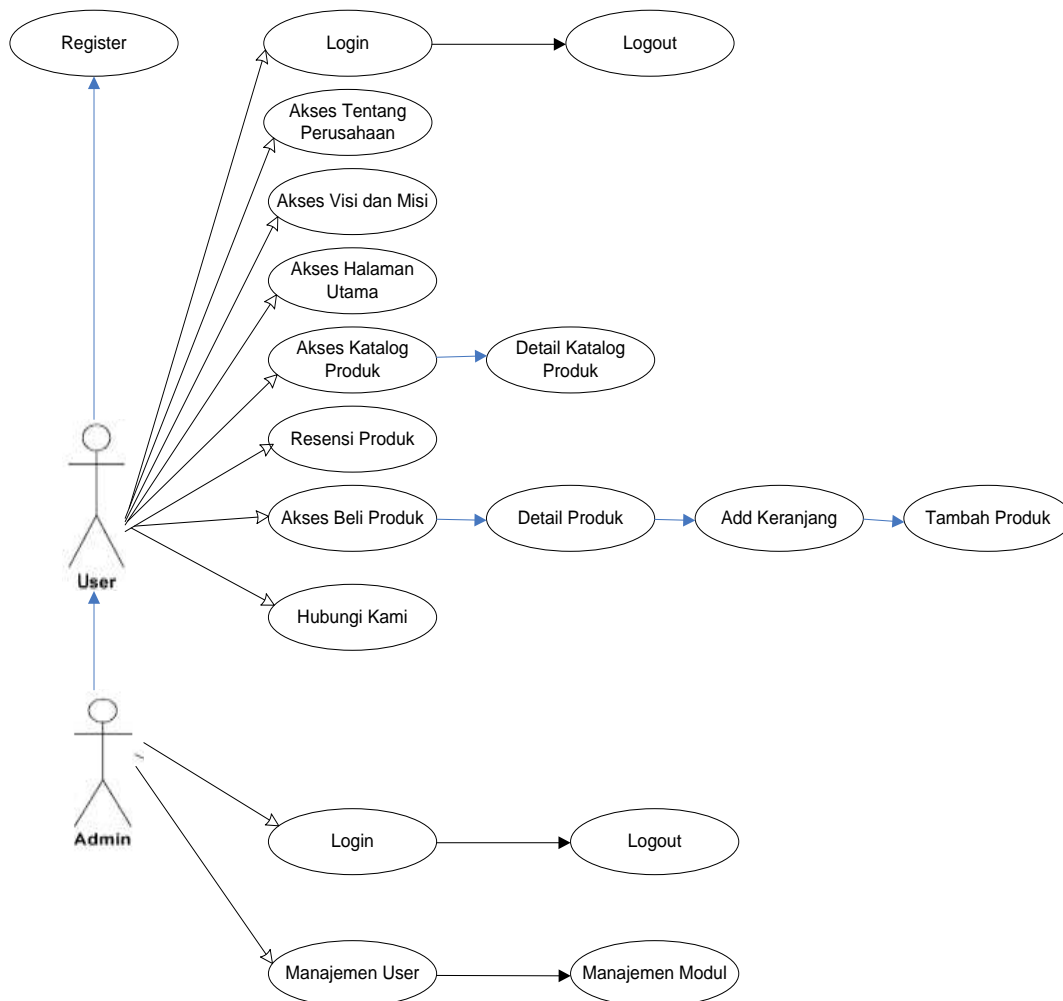 Register
Login
Logout
Akses Tentang
Perusahaan
Akses Visi dan Misi
Akses Halaman
Utama
Akses Katalog
Produk
Detail Katalog
Produk
Resensi Produk
Akses Beli Produk
Detail Produk
Add Keranjang
Tambah Produk
User
Hubungi Kami
Admin
Login
Logout
Manajemen User
Manajemen Modul